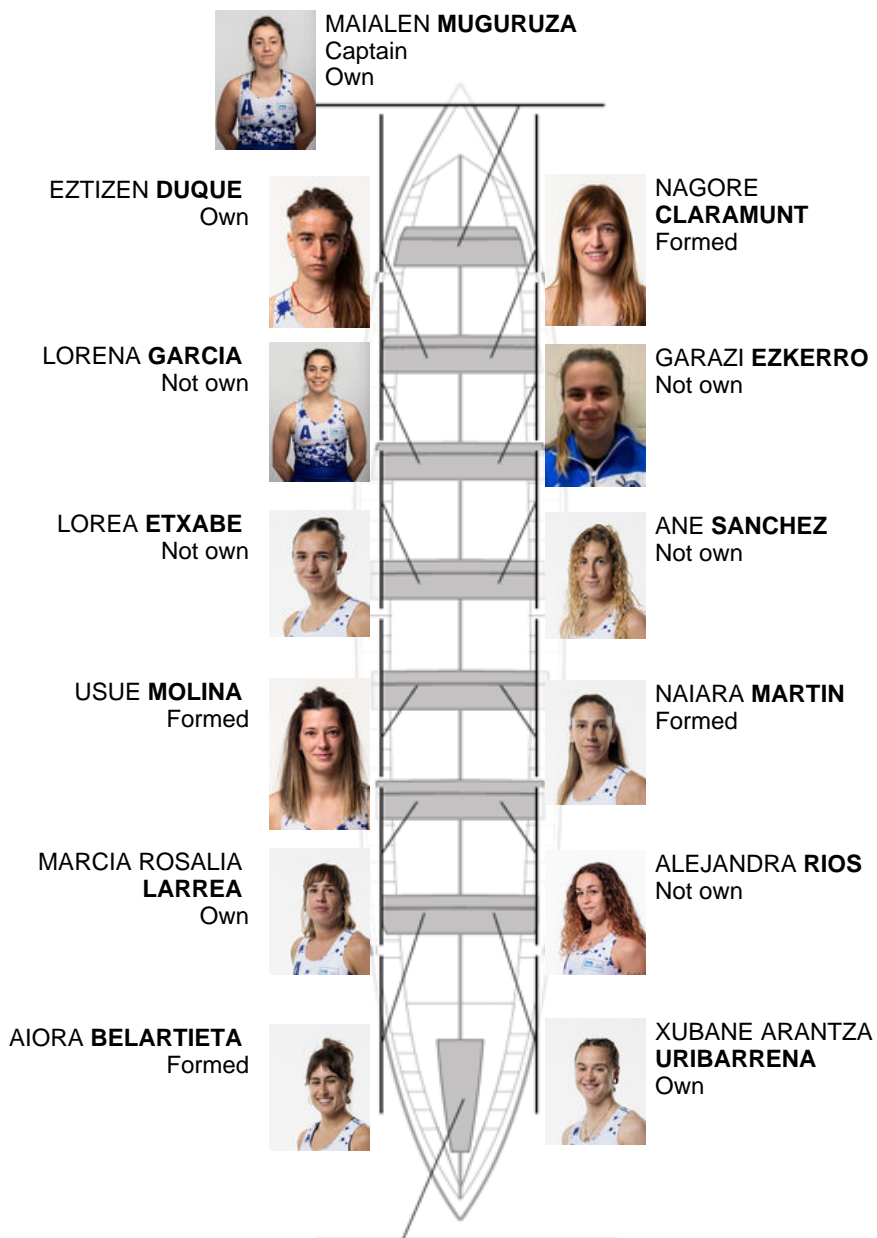 MAIALEN MUGURUZA
Captain
Own
EZTIZEN DUQUE
Own
NAGORE
CLARAMUNT
Formed
LORENA GARCIA
Not own
GARAZI EZKERRO
Not own
LOREA ETXABE
Not own
ANE SANCHEZ
Not own
USUE MOLINA
Formed
NAIARA MARTIN
Formed
MARCIA ROSALIA
LARREA
Own
ALEJANDRA RIOS
Not own
AIORA BELARTIETA
Formed
XUBANE ARANTZA
URIBARRENA
Own